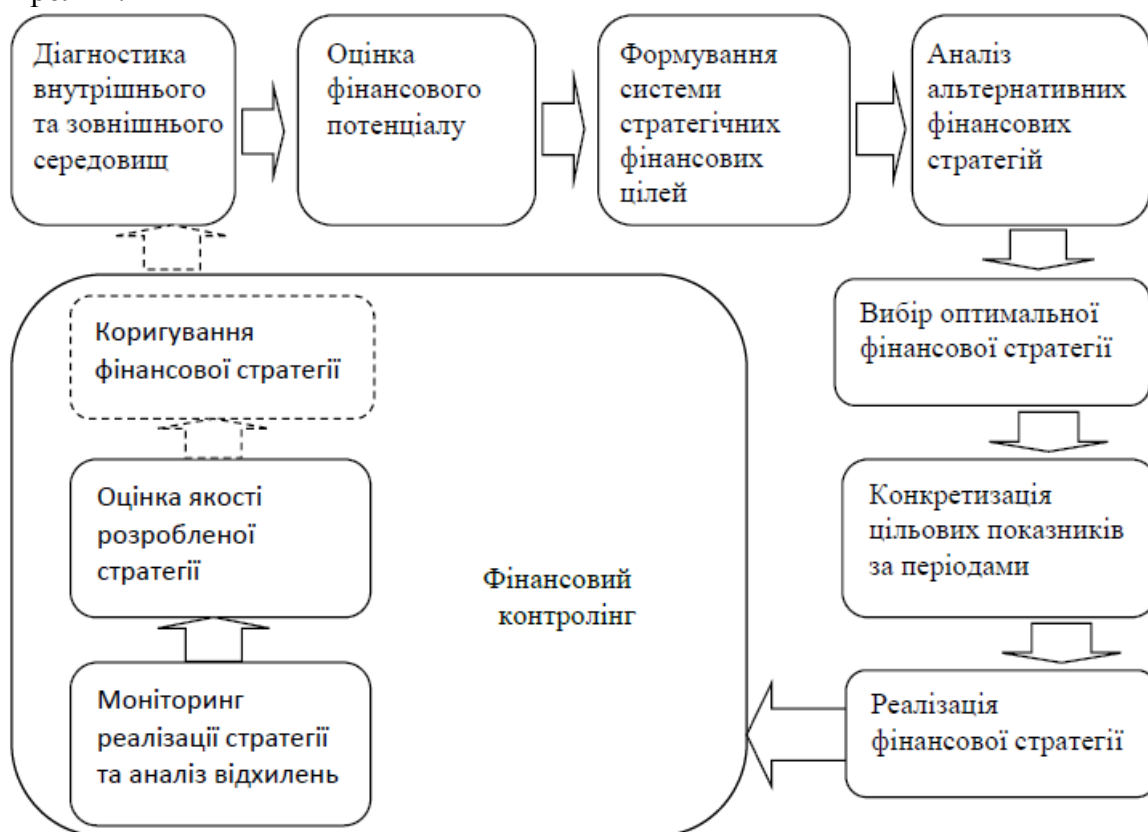 Діагностика
внутрішнього
та зовнішнього
середовищ
Оцінка
фінансового
потенціалу
Формування
системи
стратегічних
фінансових
цілей
Аналіз
альтернативних
фінансових
стратегій
Вибір оптимальної
фінансової стратегії
Конкретизація
цільових показників
за періодами
Реалізація
фінансової стратегії
Фінансовий
контролінг
Моніторинг
реалізації стратегії
та аналіз відхилень
Оцінка якості
розробленої
стратегії
Коригування
фінансової стратегії